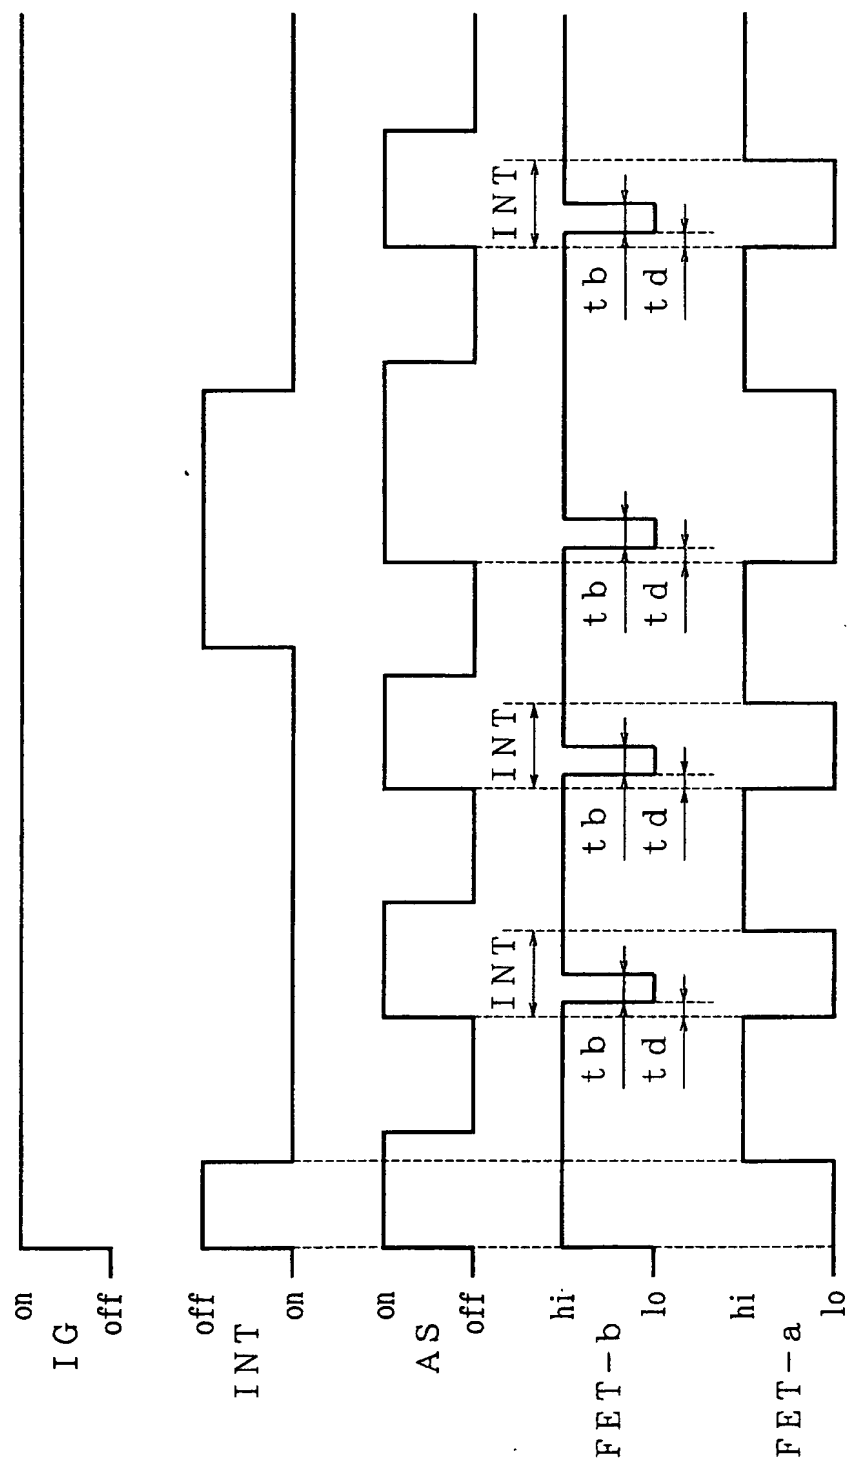 on
IG
off
off
INT
on
on
AS
off
hi
FET-b
lo
hi
FET-a
lo
INT
tb
td
INT
tb
td
tb
td
INT
tb
td